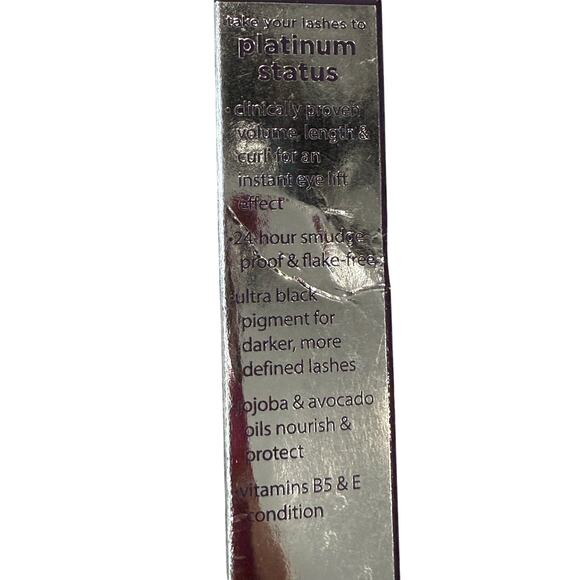 take your lashes to
platinum
status
· clinically proven
volume, length &
curl for an
instant eye lift
effect
· 24-hour smudge
proof & flake-free
· ultra black
pigment for
darker, more
defined lashes
jojoba & avocado
oils nourish &
protect
vitamins B5 & E
condition